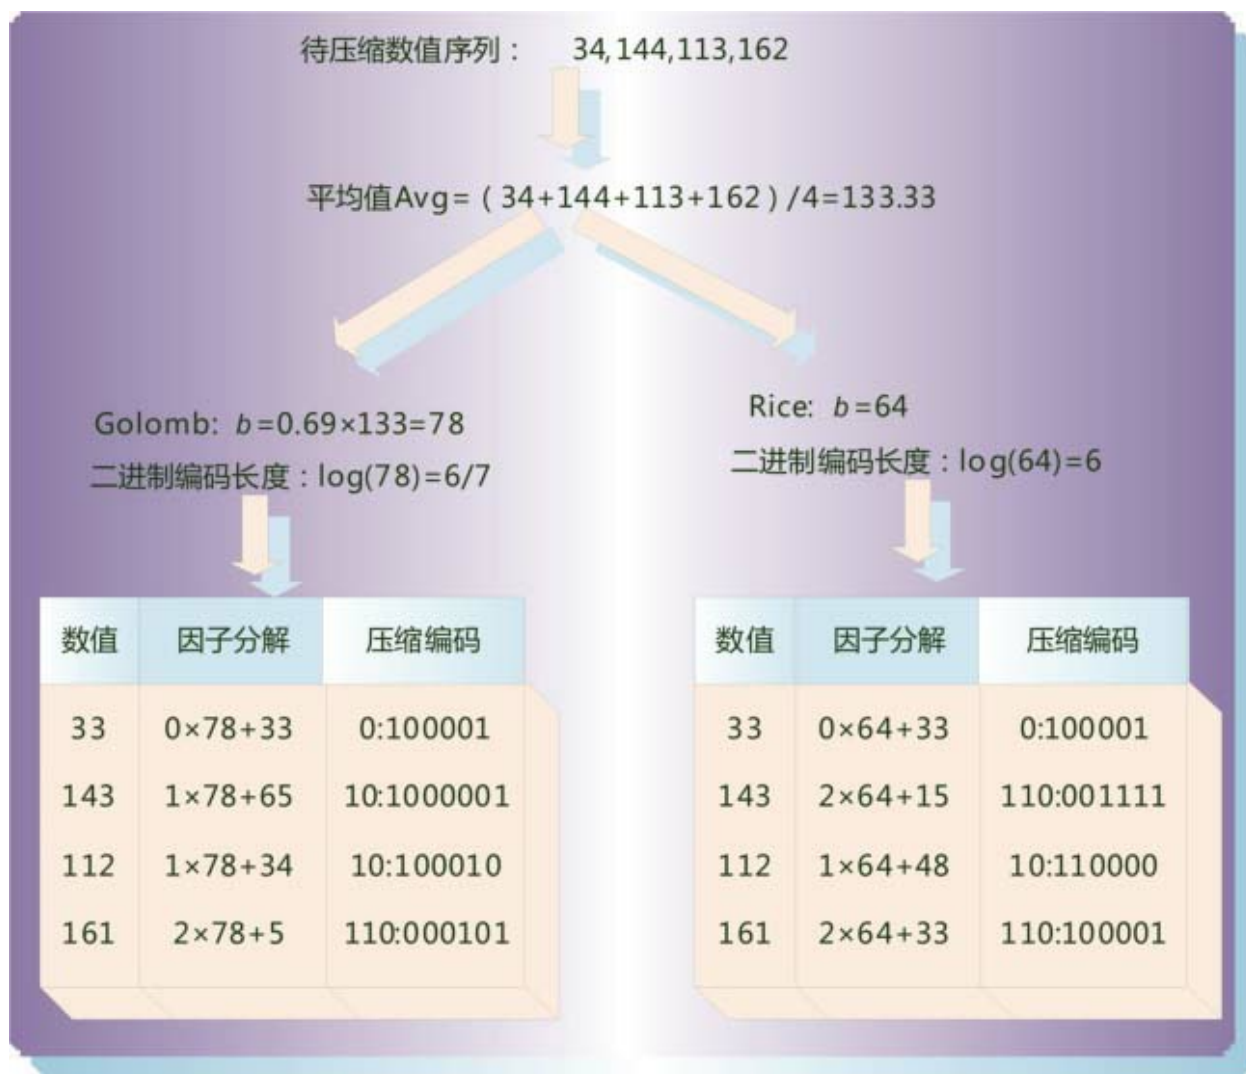 待压缩数值序列： 34,144,113,162
平均值Avg=（34+144+113+162）/4=133.33
Golomb: b=0.69×133=78
二进制编码长度：log(78)=6/7
数值 因子分解 压缩编码
33 0×78+33 0:100001
143 1×78+65 10:1000001
112 1×78+34 10:100010
161 2×78+5 110:000101
Rice: b=64
二进制编码长度：log(64)=6
数值 因子分解 压缩编码
33 0×64+33 0:100001
143 2×64+15 110:001111
112 1×64+48 10:110000
161 2×64+33 110:100001